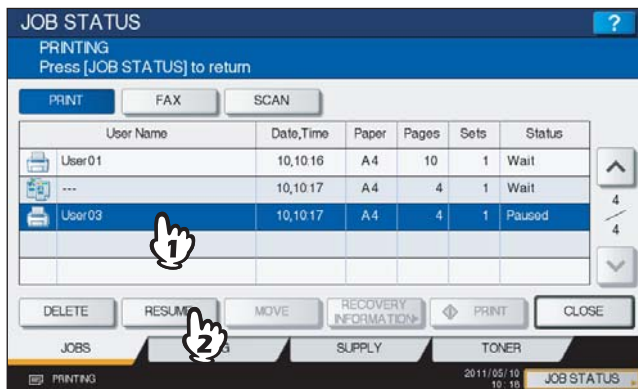 JOB STATUS ?
PRINTING
Press [JOB STATUS] to return
PRINT FAX SCAN
User Name Date,Time Paper Pages Sets Status
User01 10,10:16 A4 10 1 Wait
--- 10,10:17 A4 4 1 Wait
User03 10,10:17 A4 4 1 Paused
4
4
1
DELETE RESUME MOVE RECOVERY INFORMATION PRINT CLOSE
2
JOBS G SUPPLY TONER
PRINTING 2011/05/10
10:18 JOB STATUS